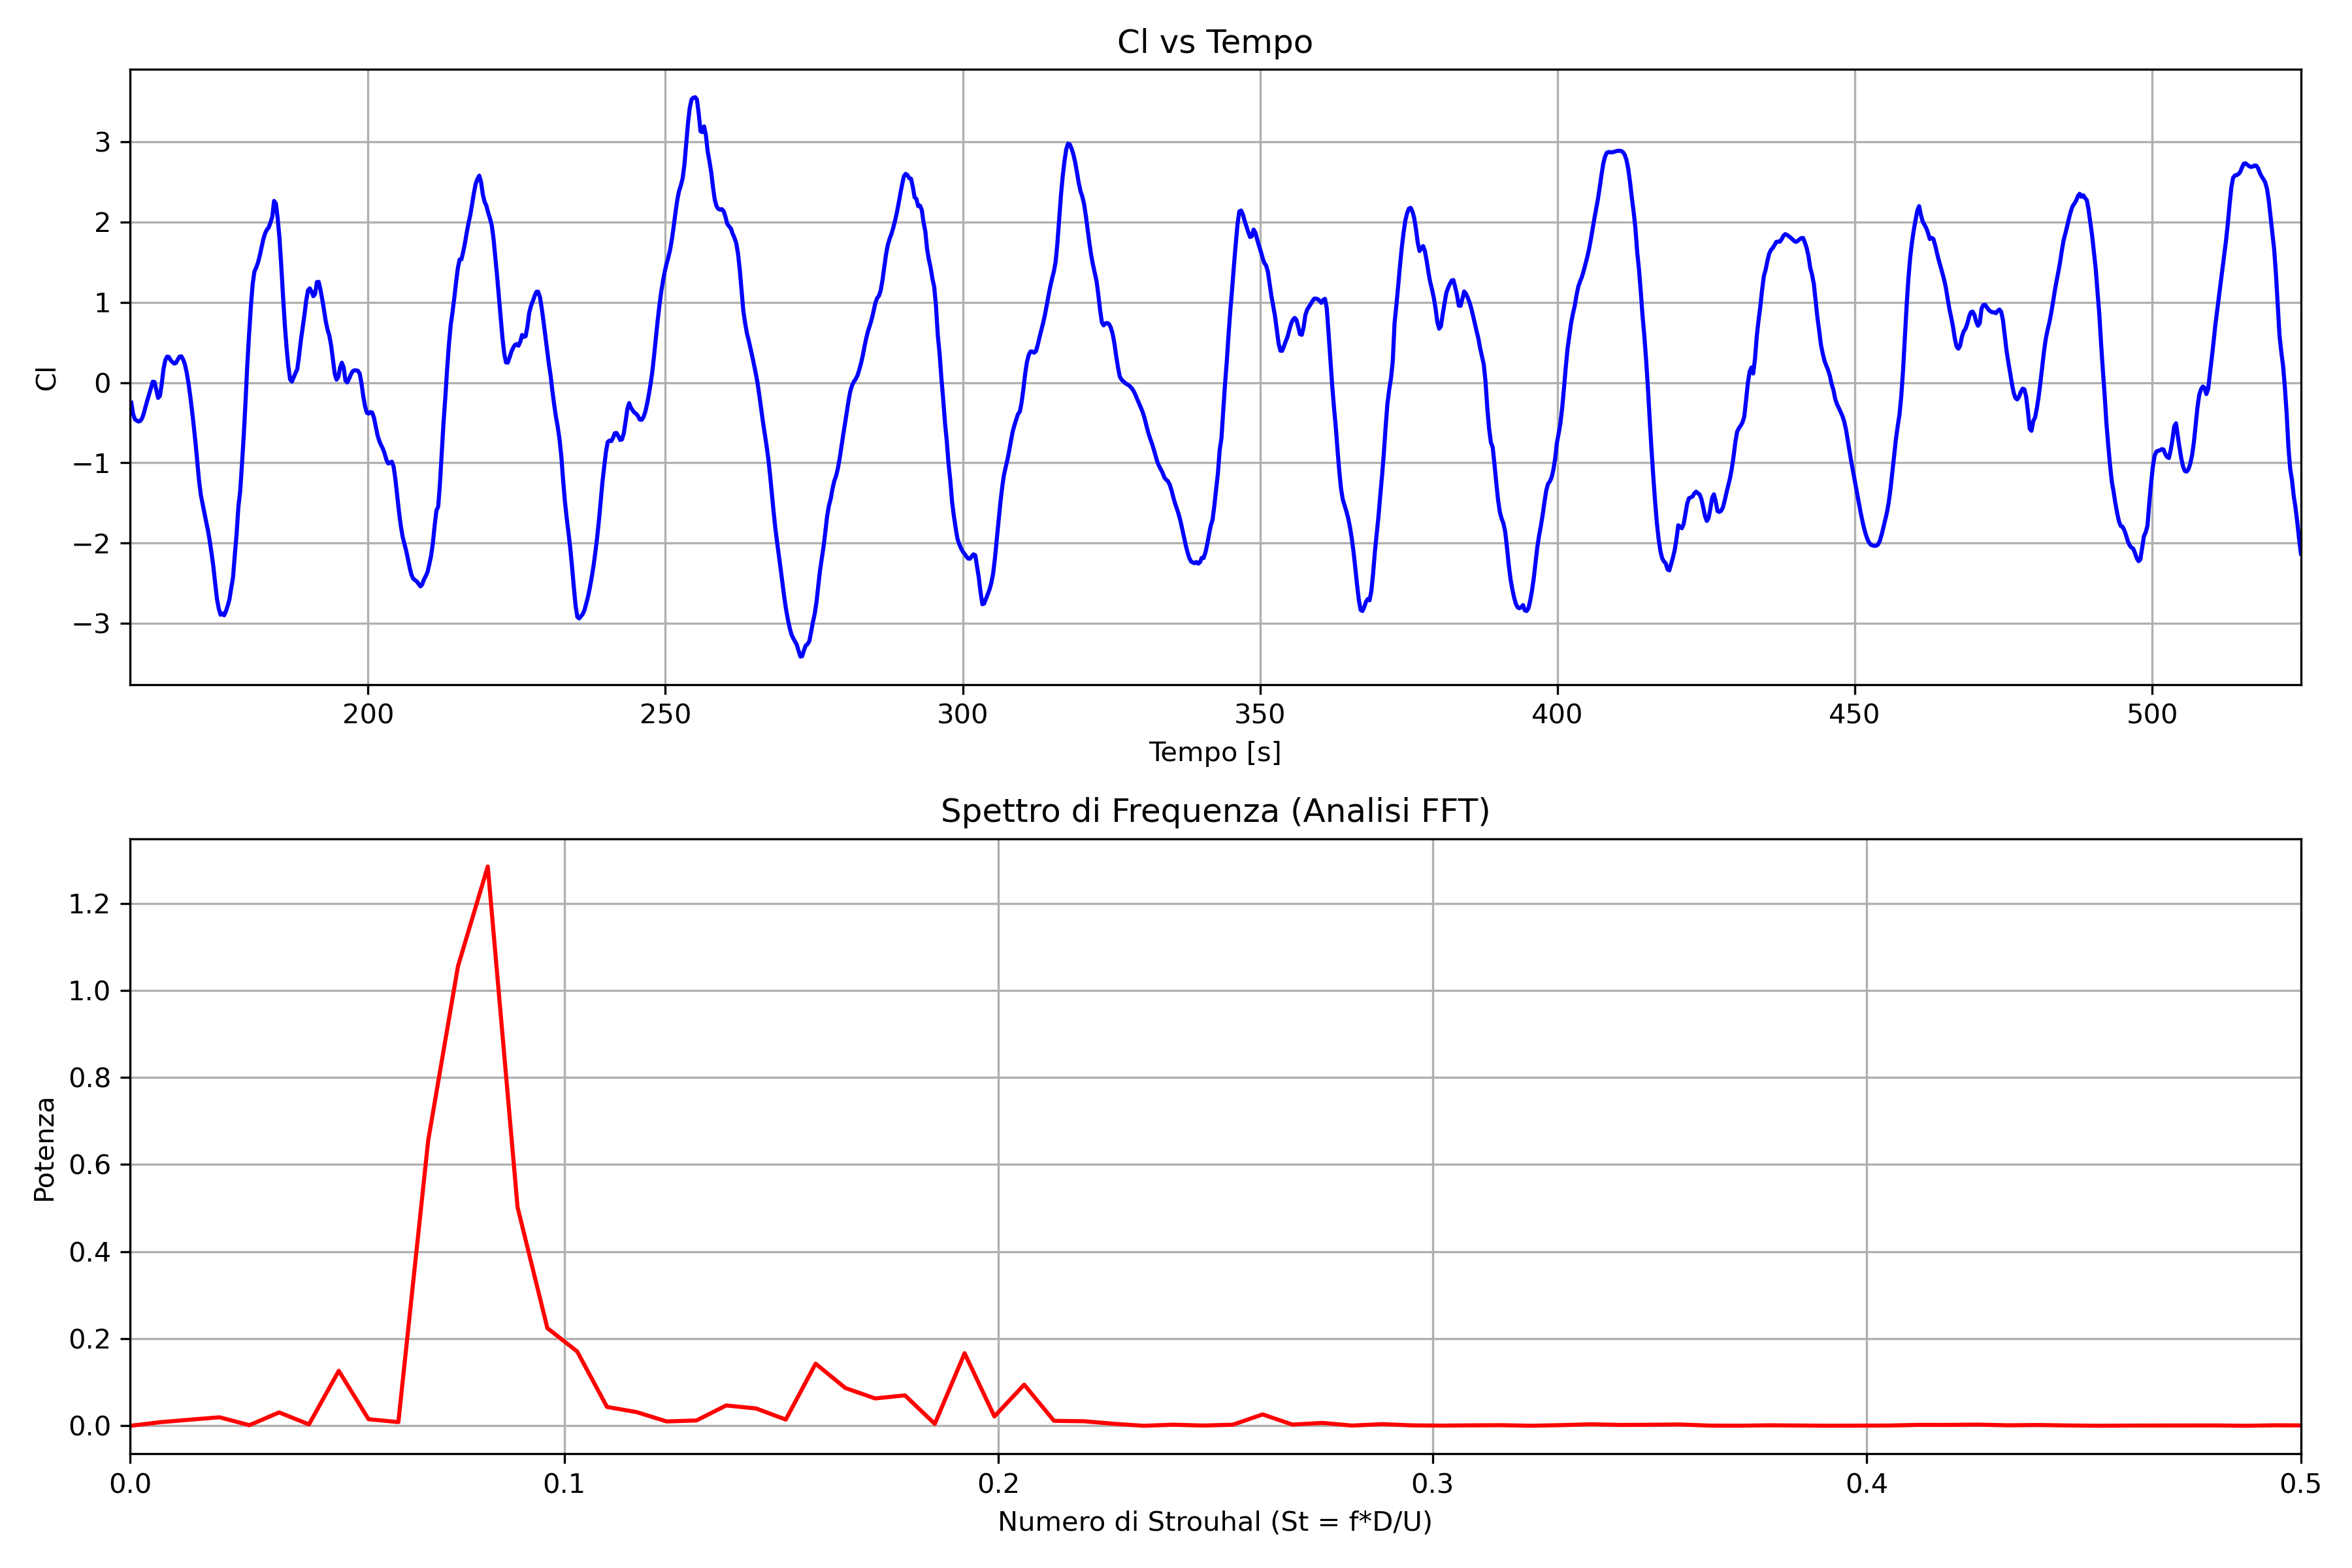 Cl vs Tempo
3
2
1
0
−1
−2
−3
Cl
200 250 300 350 400 450 500
Tempo [s]
Spettro di Frequenza (Analisi FFT)
1.2
1.0
0.8
0.6
0.4
0.2
0.0
Potenza
0.0 0.1 0.2 0.3 0.4 0.5
Numero di Strouhal (St = f*D/U)